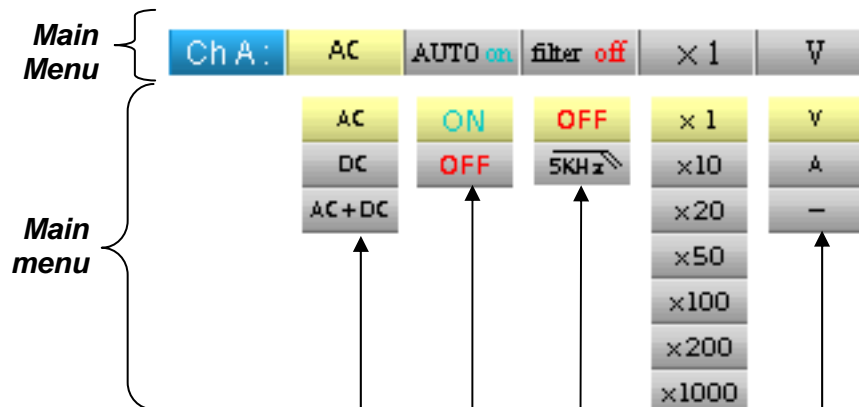 Main Menu
Ch A : AC AUTO on filter off × 1 V
Main menu
AC ON OFF × 1 V
DC OFF 5KHz ×10 A
AC+DC ×20 –
×50
×100
×200
×1000